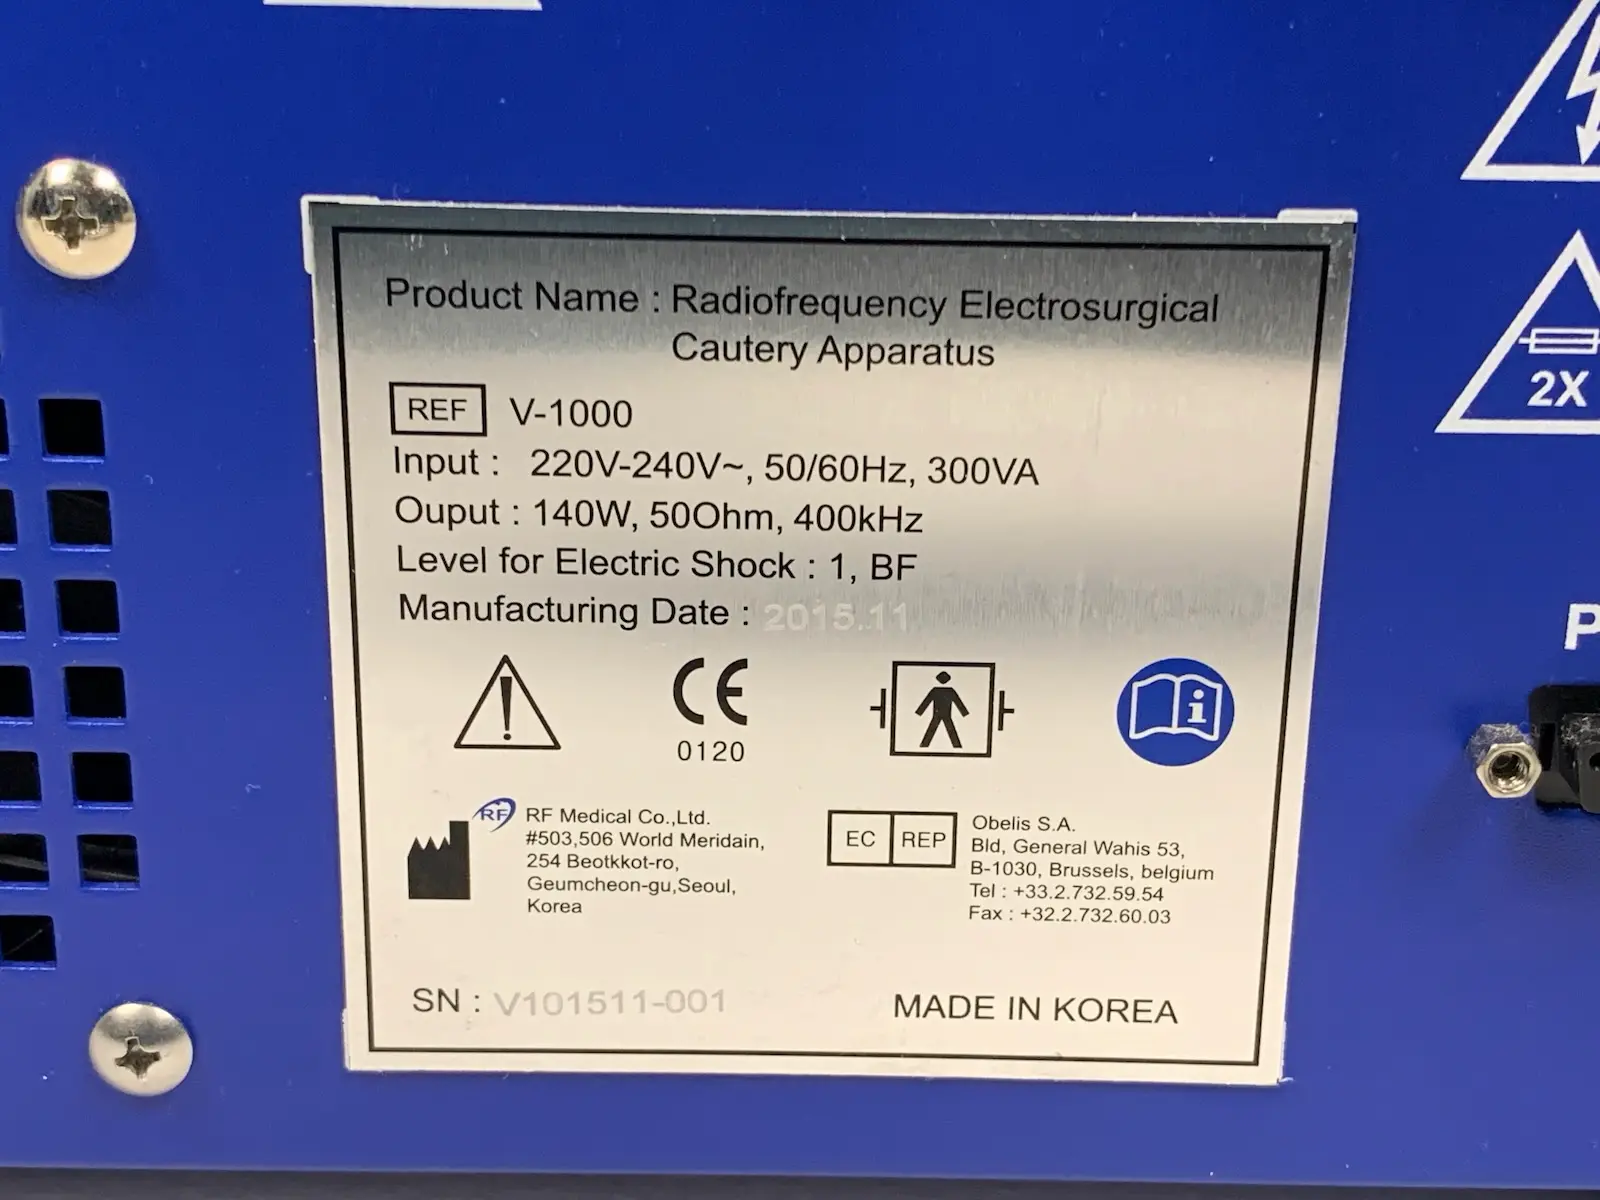 Product Name : Radiofrequency Electrosurgical
Cautery Apparatus
REF V-1000
Input : 220V-240V~, 50/60Hz, 300VA
Ouput : 140W, 50Ohm, 400kHz
Level for Electric Shock : 1, BF
Manufacturing Date : 2015.11
CE
0120
RF
RF Medical Co.,Ltd.
#503,506 World Meridain,
254 Beotkkot-ro,
Geumcheon-gu,Seoul,
Korea
EC REP
Obelis S.A.
Bld, General Wahis 53,
B-1030, Brussels, belgium
Tel : +33.2.732.59.54
Fax : +32.2.732.60.03
SN : V101511-001
MADE IN KOREA
2X
P